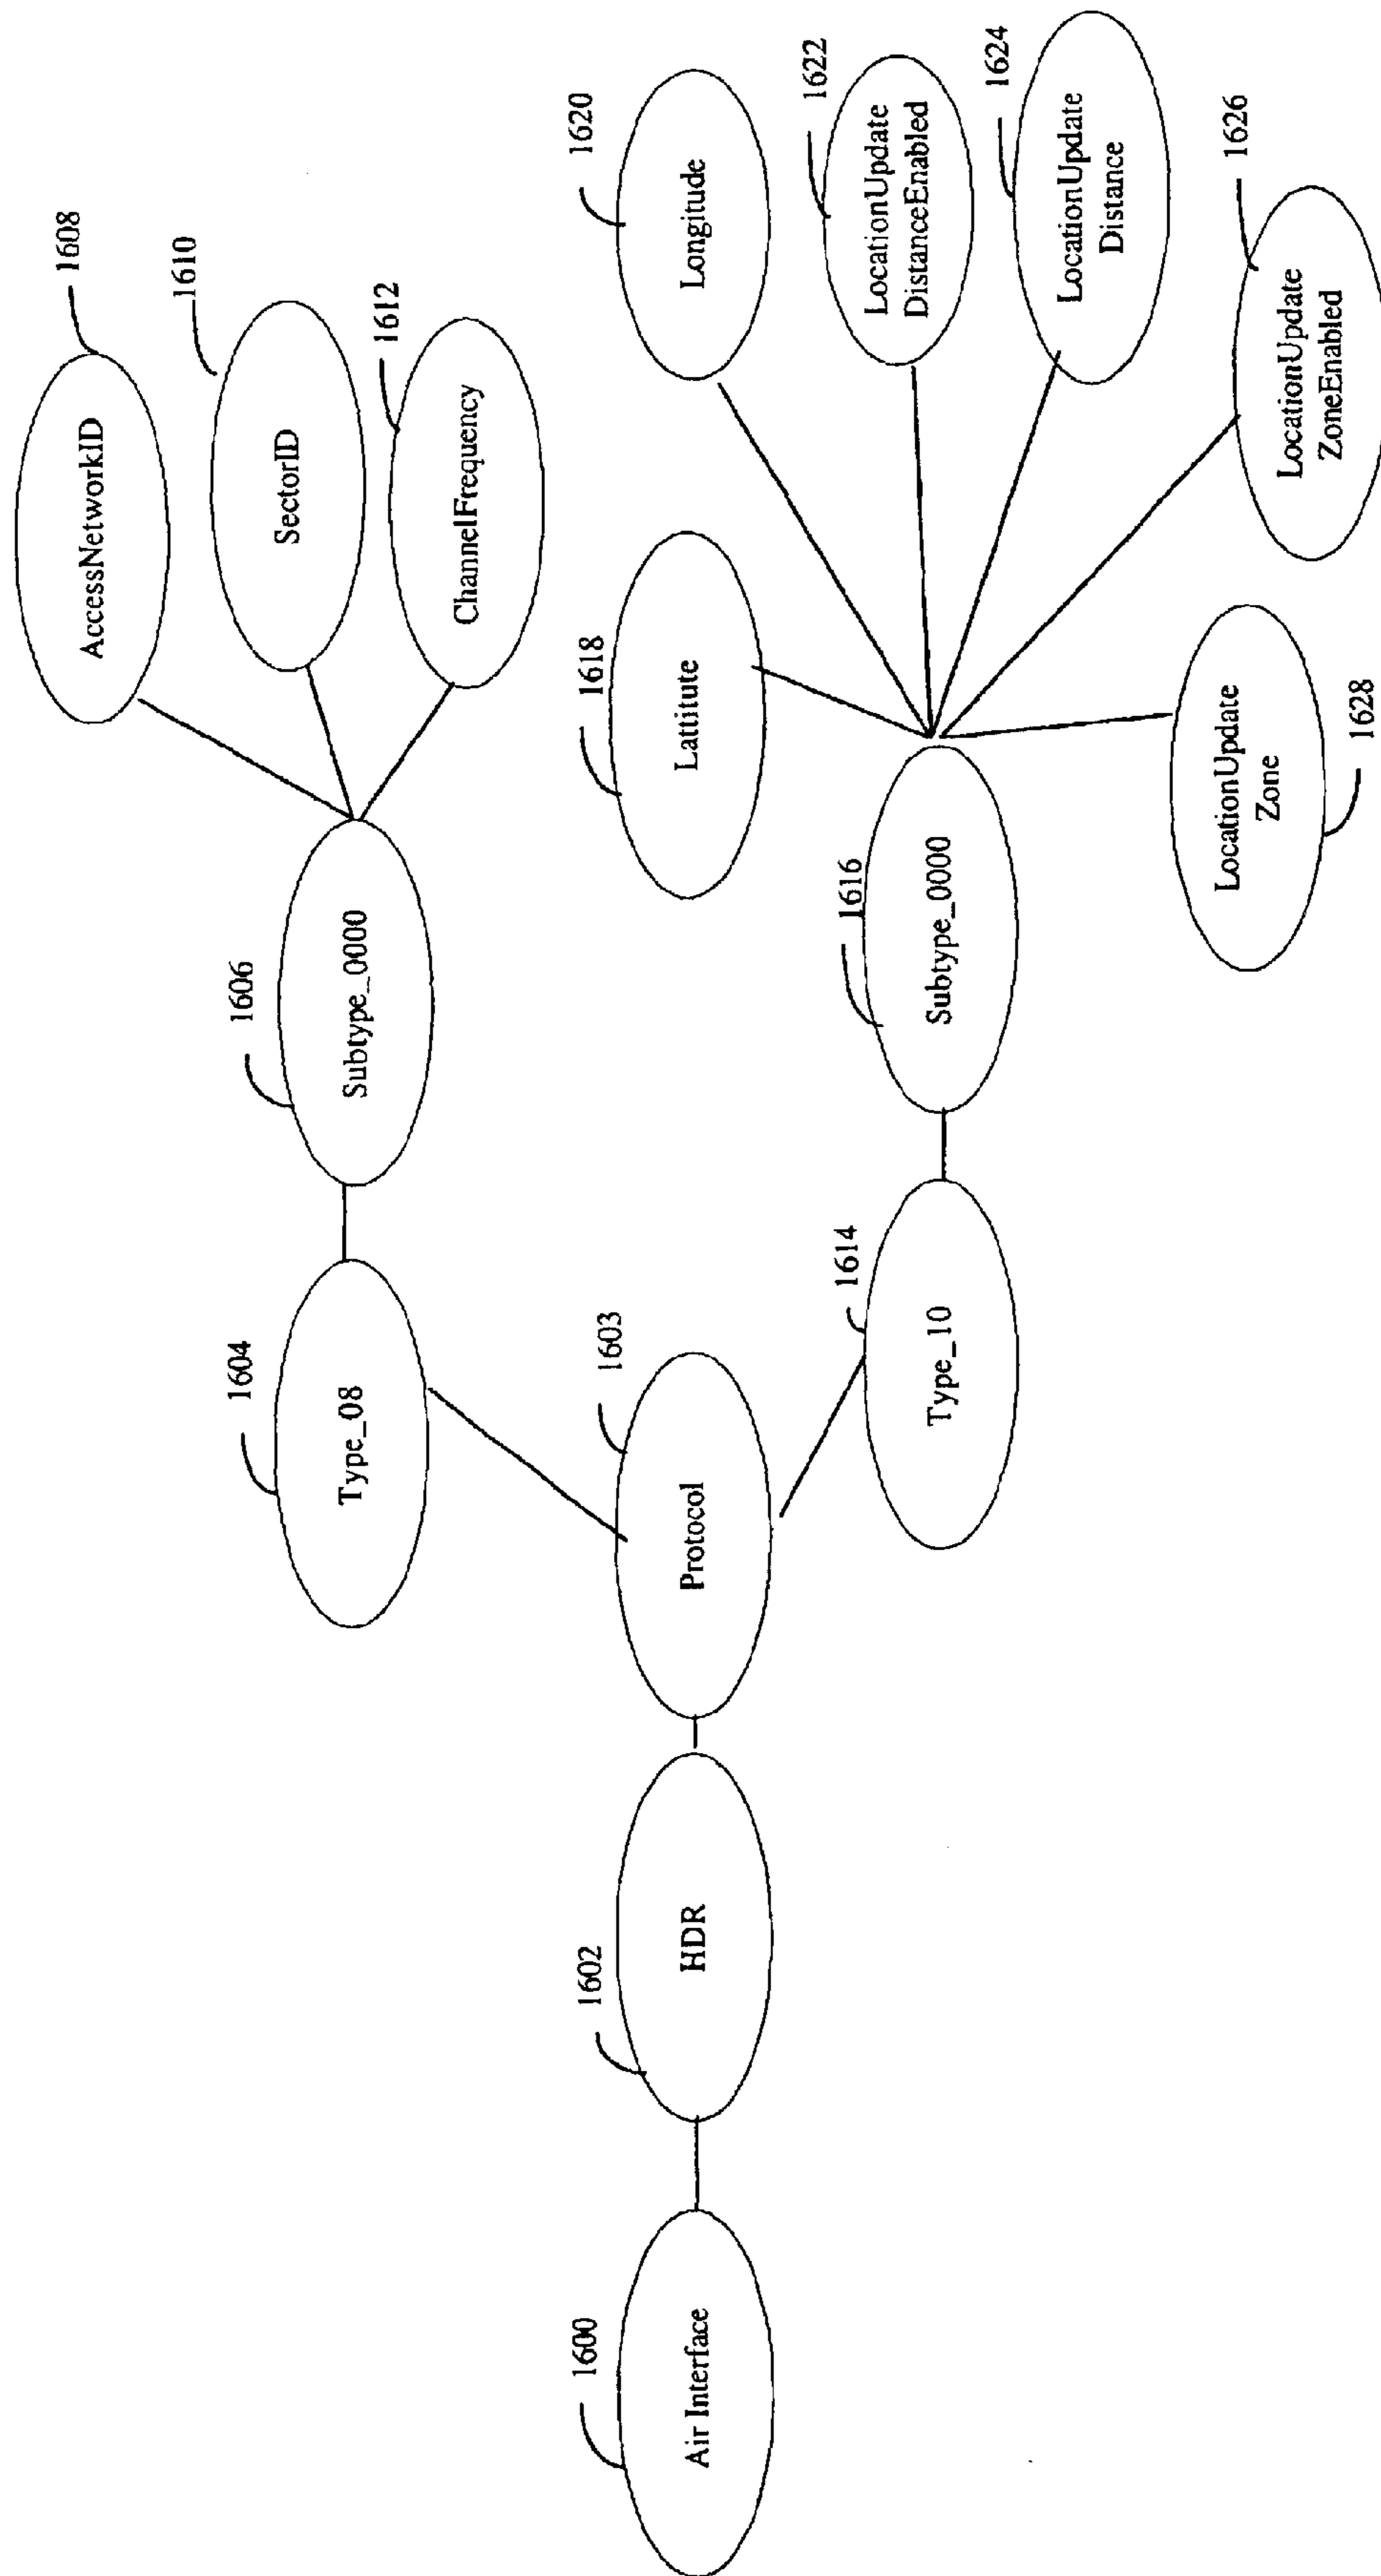 1600
Air Interface
1602
HDR
1603
Protocol
1604
Type_08
1606
Subtype_0000
1608
AccessNetworkID
1610
SectorID
1612
ChannelFrequency
1614
Type_10
1616
Subtype_0000
1618
Lattitute
1620
Longitude
1622
LocationUpdate
DistanceEnabled
1624
LocationUpdate
Distance
1626
LocationUpdate
ZoneEnabled
LocationUpdate
Zone
1628